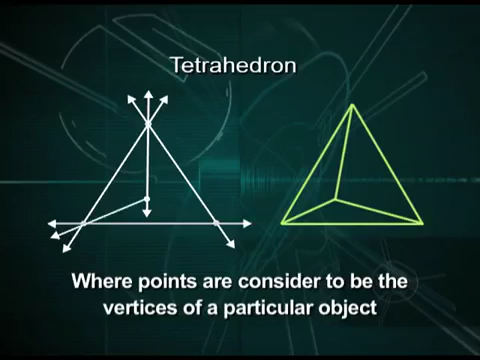 Tetrahedron
Where points are consider to be the
vertices of a particular object